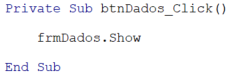 Private Sub btnDados_Click()
frmDados.Show
End Sub